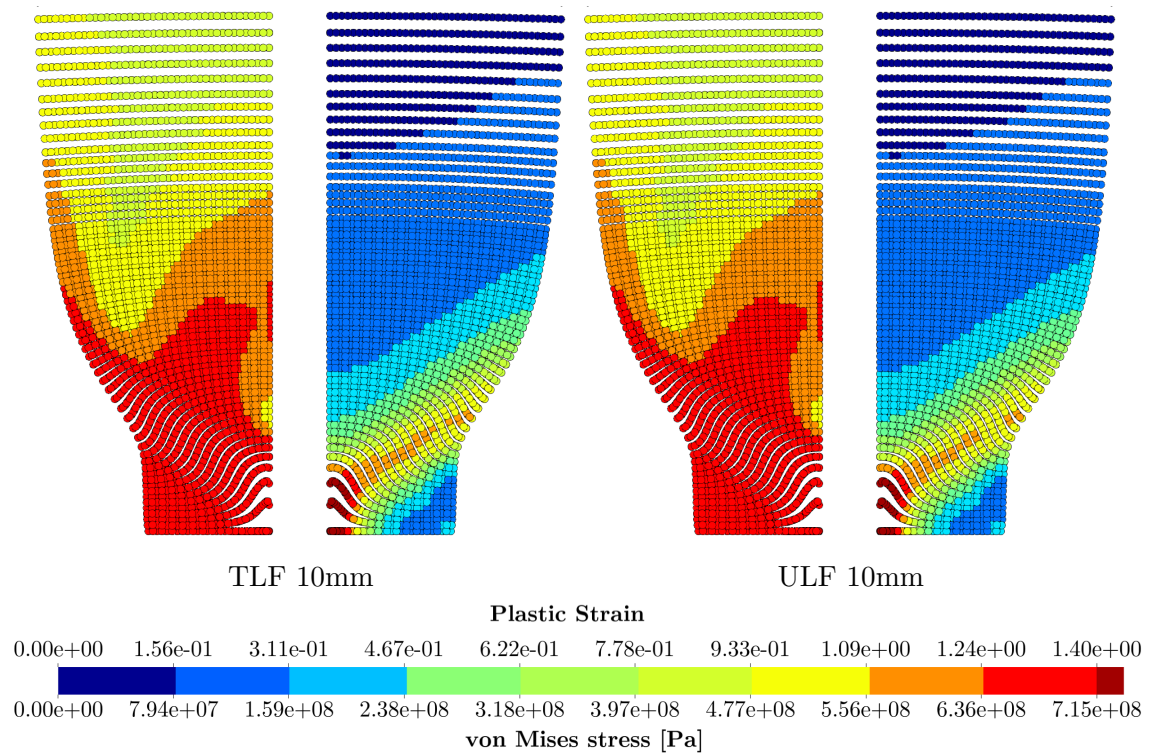 TLF 10mm ULF 10mm
Plastic Strain
0.00e+00 1.56e-01 3.11e-01 4.67e-01 6.22e-01 7.78e-01 9.33e-01 1.09e+00 1.24e+00 1.40e+00
0.00e+00 7.94e+07 1.59e+08 2.38e+08 3.18e+08 3.97e+08 4.77e+08 5.56e+08 6.36e+08 7.15e+08
von Mises stress [Pa]